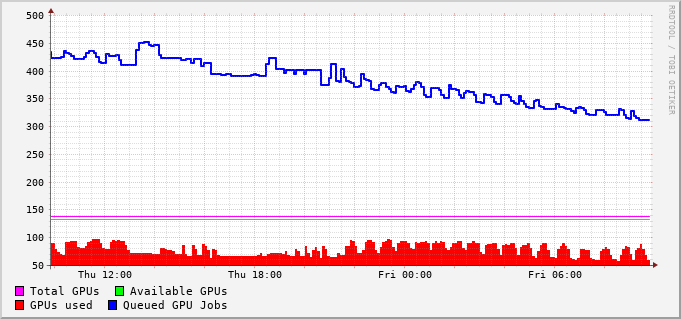 500
450
400
350
300
250
200
150
100
50
Thu 12:00 Thu 18:00 Fri 00:00 Fri 06:00
Total GPUs Available GPUs
GPUs used Queued GPU Jobs
RRDTOOL / TOBI OETIKER